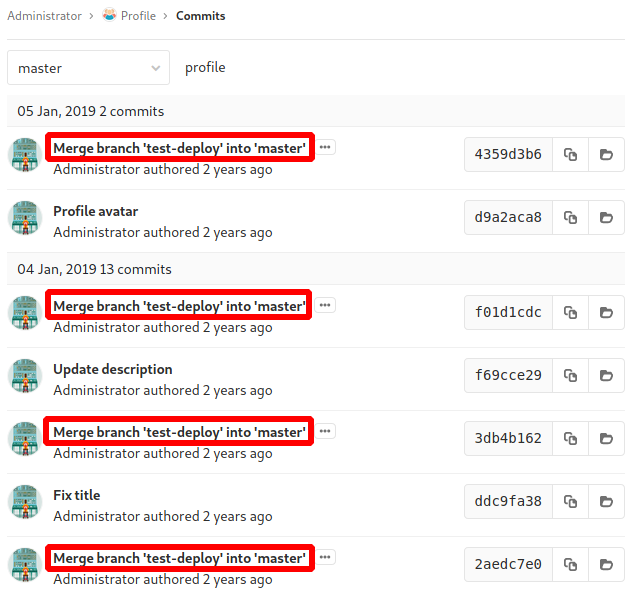 Administrator › Profile › Commits
master profile
05 Jan, 2019 2 commits
Merge branch 'test-deploy' into 'master' ...
4359d3b6
Administrator authored 2 years ago
Profile avatar
d9a2aca8
Administrator authored 2 years ago
04 Jan, 2019 13 commits
Merge branch 'test-deploy' into 'master' ...
f01d1cdc
Administrator authored 2 years ago
Update description
f69cce29
Administrator authored 2 years ago
Merge branch 'test-deploy' into 'master' ...
3db4b162
Administrator authored 2 years ago
Fix title
ddc9fa38
Administrator authored 2 years ago
Merge branch 'test-deploy' into 'master' ...
2aedc7e0
Administrator authored 2 years ago